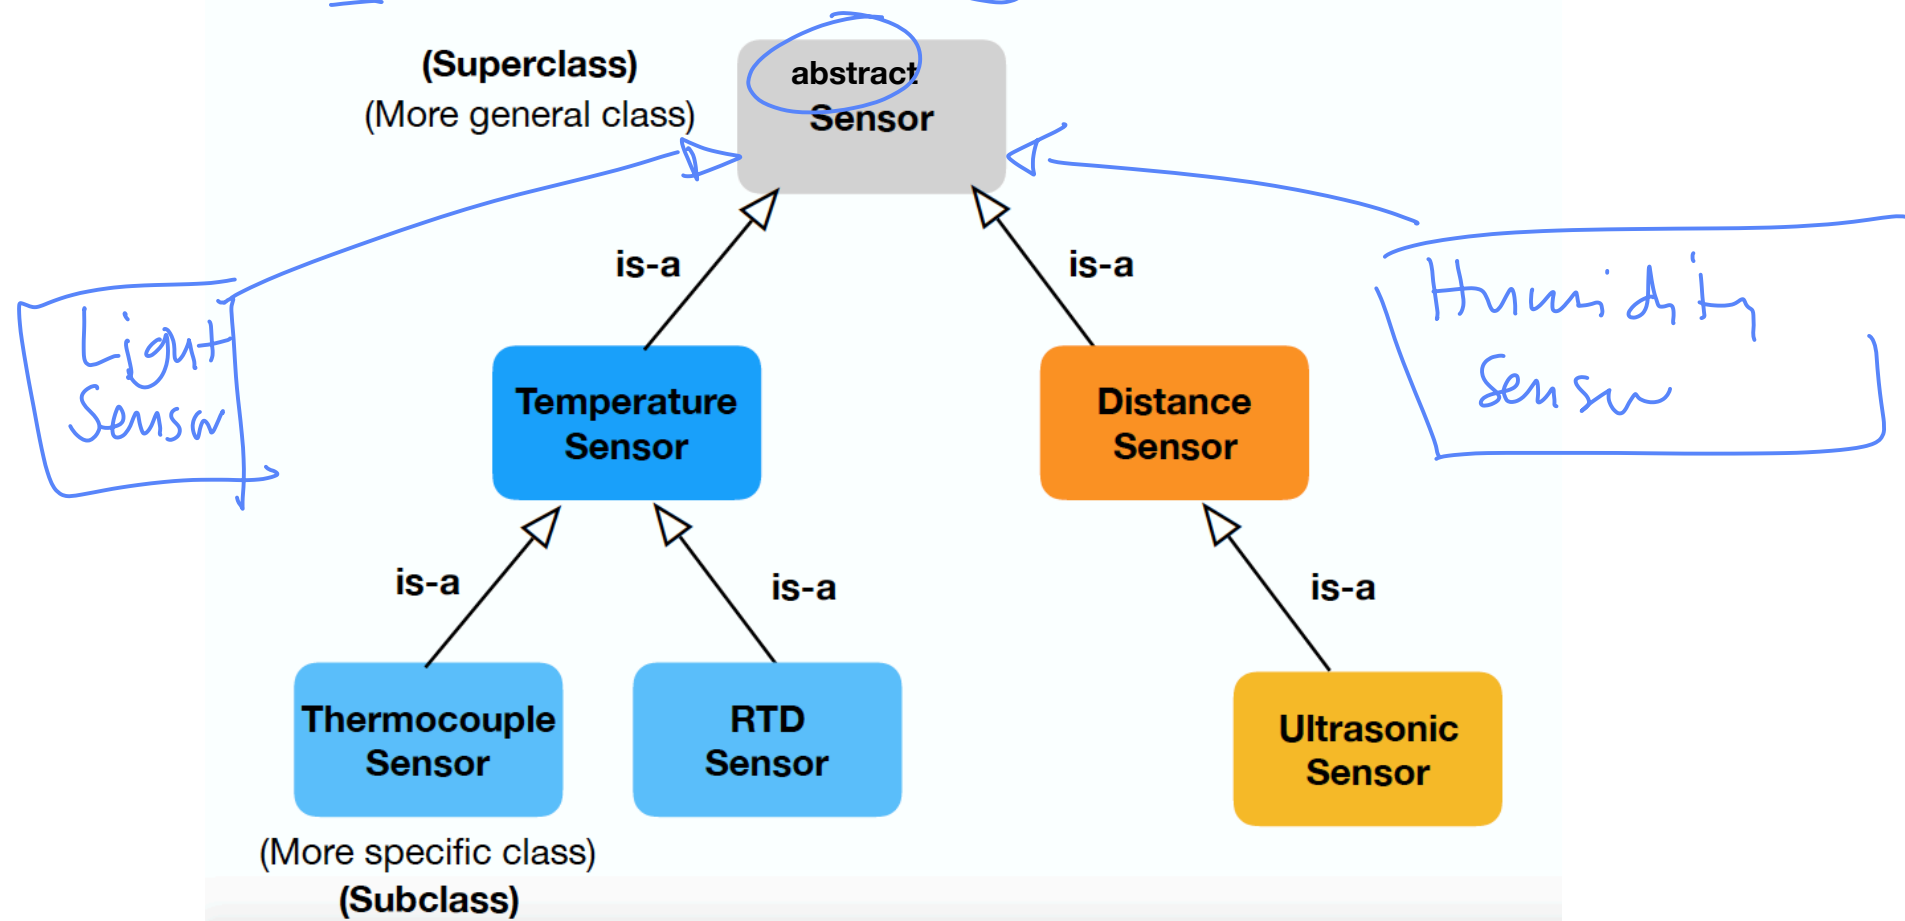 (Superclass)
(More general class)
abstract
Sensor
is-a
is-a
Light
Sensor
Humidity
Sensor
Temperature
Sensor
Distance
Sensor
is-a
is-a
is-a
Thermocouple
Sensor
RTD
Sensor
Ultrasonic
Sensor
(More specific class)
(Subclass)